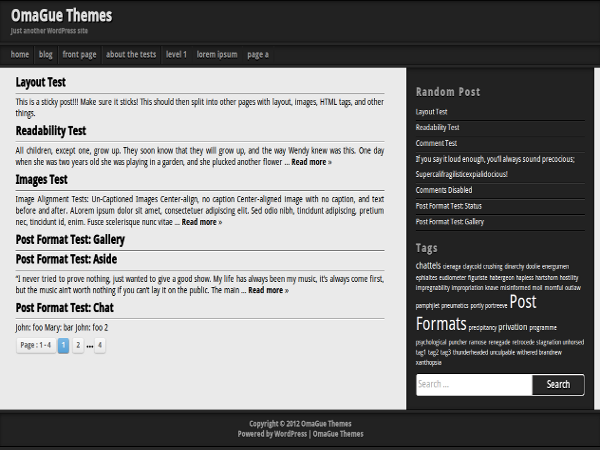 OmaGue Themes
Just another WordPress site
home blog front page about the tests level 1 lorem ipsum page a
Layout Test
This is a sticky post!!! Make sure it sticks! This should then split into other pages with layout, images, HTML tags, and other
things.
Readability Test
All children, except one, grow up. They soon know that they will grow up, and the way Wendy knew was this. One day
when she was two years old she was playing in a garden, and she plucked another flower ... Read more »
Images Test
Image Alignment Tests: Un-Captioned Images Center-align, no caption Center-aligned image with no caption, and text
before and after. ALorem ipsum dolor sit amet, consectetuer adipiscing elit. Sed odio nibh, tincidunt adipiscing, pretium
nec, tincidunt id, enim. Fusce scelerisque nunc vitae ... Read more »
Post Format Test: Gallery
Post Format Test: Aside
"I never tried to prove nothing, just wanted to give a good show. My life has always been my music, it's always come first,
but the music ain't worth nothing if you can't lay it on the public. The main ... Read more »
Post Format Test: Chat
John: foo Mary: bar John: foo 2
Page : 1 - 4 1 2 ... 4
Random Post
Layout Test
Readability Test
Comment Test
If you say it loud enough, you'll always sound precocious;
Supercalifragilisticexpialidocious!
Comments Disabled
Post Format Test: Status
Post Format Test: Gallery
Tags
chattels cienaga claycold crushing dinarchy doolie energumen
ephialtes eudiometer figuriste habergeon hapless hartshorn hostility
impregnability impropriation knave misinformed moil mornful outlaw
pamphjlet pneumatics portly portreeve Post
Formats precipitancy privation programme
psychological puncher ramose renegade retrocede stagnation unhorsed
tag1 tag2 tag3 thunderheaded unculpable withered brandnew
xanthopsia
Search ... Search
Copyright © 2012 OmaGue Themes
Powered by WordPress | OmaGue Themes